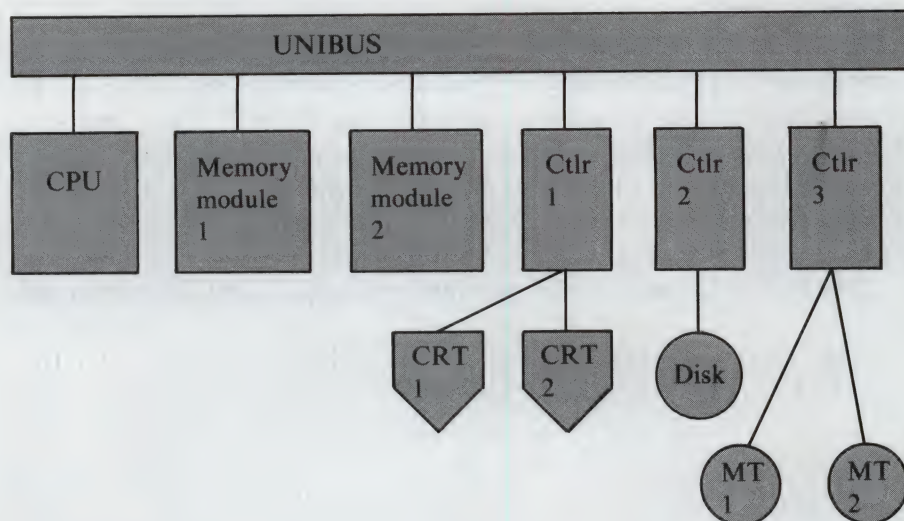 UNIBUS
CPU
Memory
module
1
Memory
module
2
Ctlr
1
Ctlr
2
Ctlr
3
CRT
1
CRT
2
Disk
MT
1
MT
2